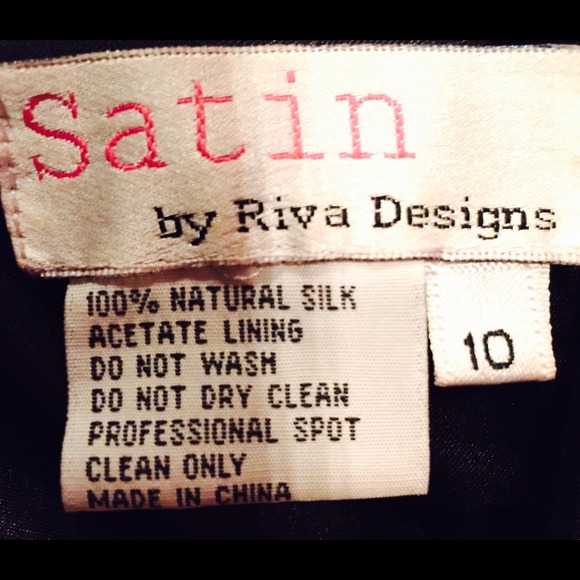 Satin
by Riva Designs
100% NATURAL SILK
ACETATE LINING
DO NOT WASH
DO NOT DRY CLEAN
PROFESSIONAL SPOT
CLEAN ONLY
MADE IN CHINA
10